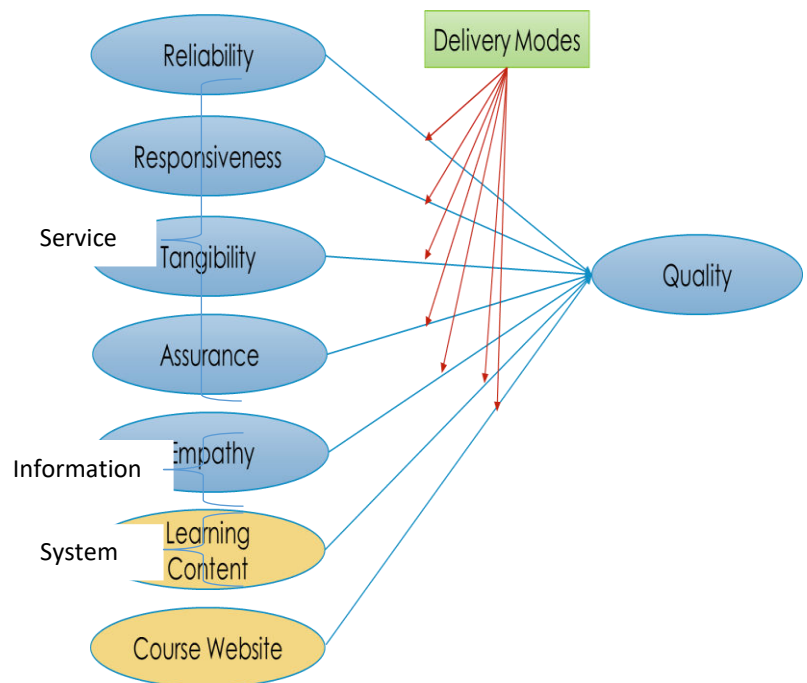 Delivery Modes
Reliability
Responsiveness
Service
Tangibility
Quality
Assurance
Information
Empathy
System
Learning
Content
Course Website